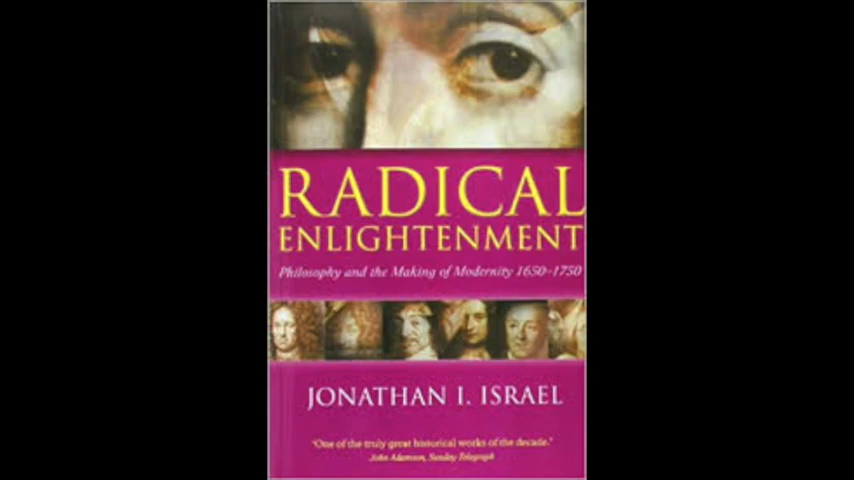 RADICAL
ENLIGHTENMENT
Philosophy and the Making of Modernity 1650–1750
JONATHAN I. ISRAEL
"One of the truly great historical works of the decade."
John Adamson, Sunday Telegraph